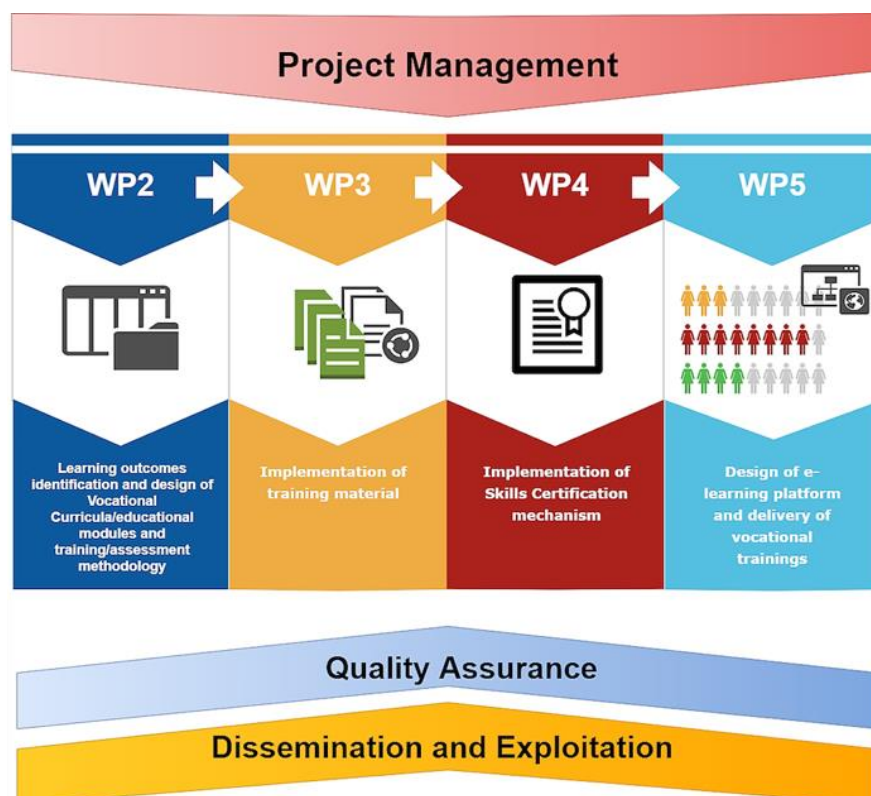 Project Management
WP2
WP3
WP4
WP5
Learning outcomes
identification and design of
Vocational
Curricula/educational
modules and
training/assessment
methodology
Implementation of
training material
Implementation of
Skills Certification
mechanism
Design of e-
learning platform
and delivery of
vocational
trainings
Quality Assurance
Dissemination and Exploitation